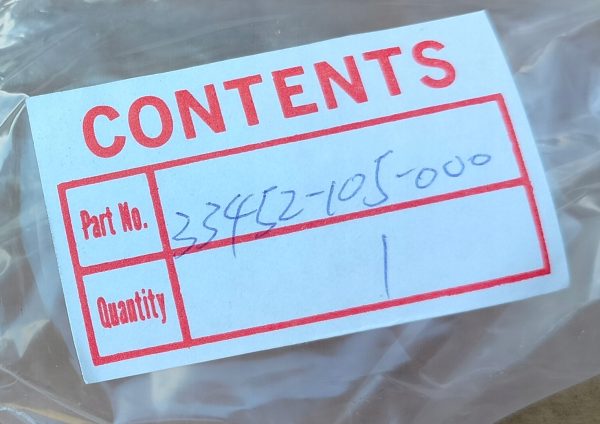 CONTENTS
Part No. 33452-105-000
Quantity 1